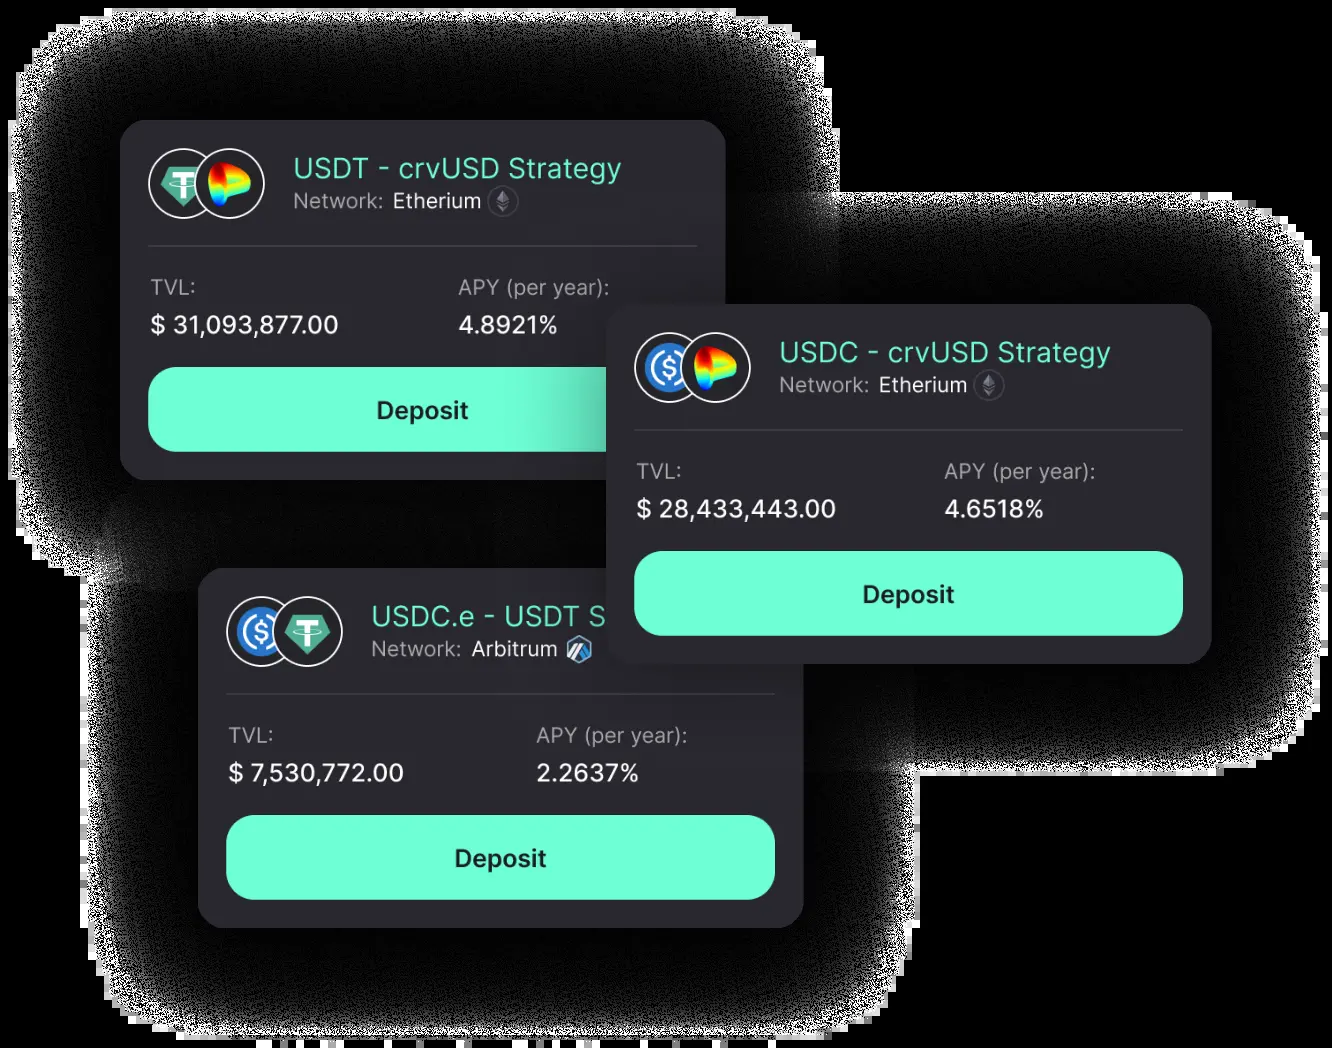 USDT - crvUSD Strategy
Network: Etherium
TVL:
APY (per year):
$ 31,093,877.00
4.8921%
Deposit
USDC - crvUSD Strategy
Network: Etherium
TVL:
APY (per year):
$ 28,433,443.00
4.6518%
Deposit
USDC.e - USDT S
Network: Arbitrum
TVL:
APY (per year):
$ 7,530,772.00
2.2637%
Deposit